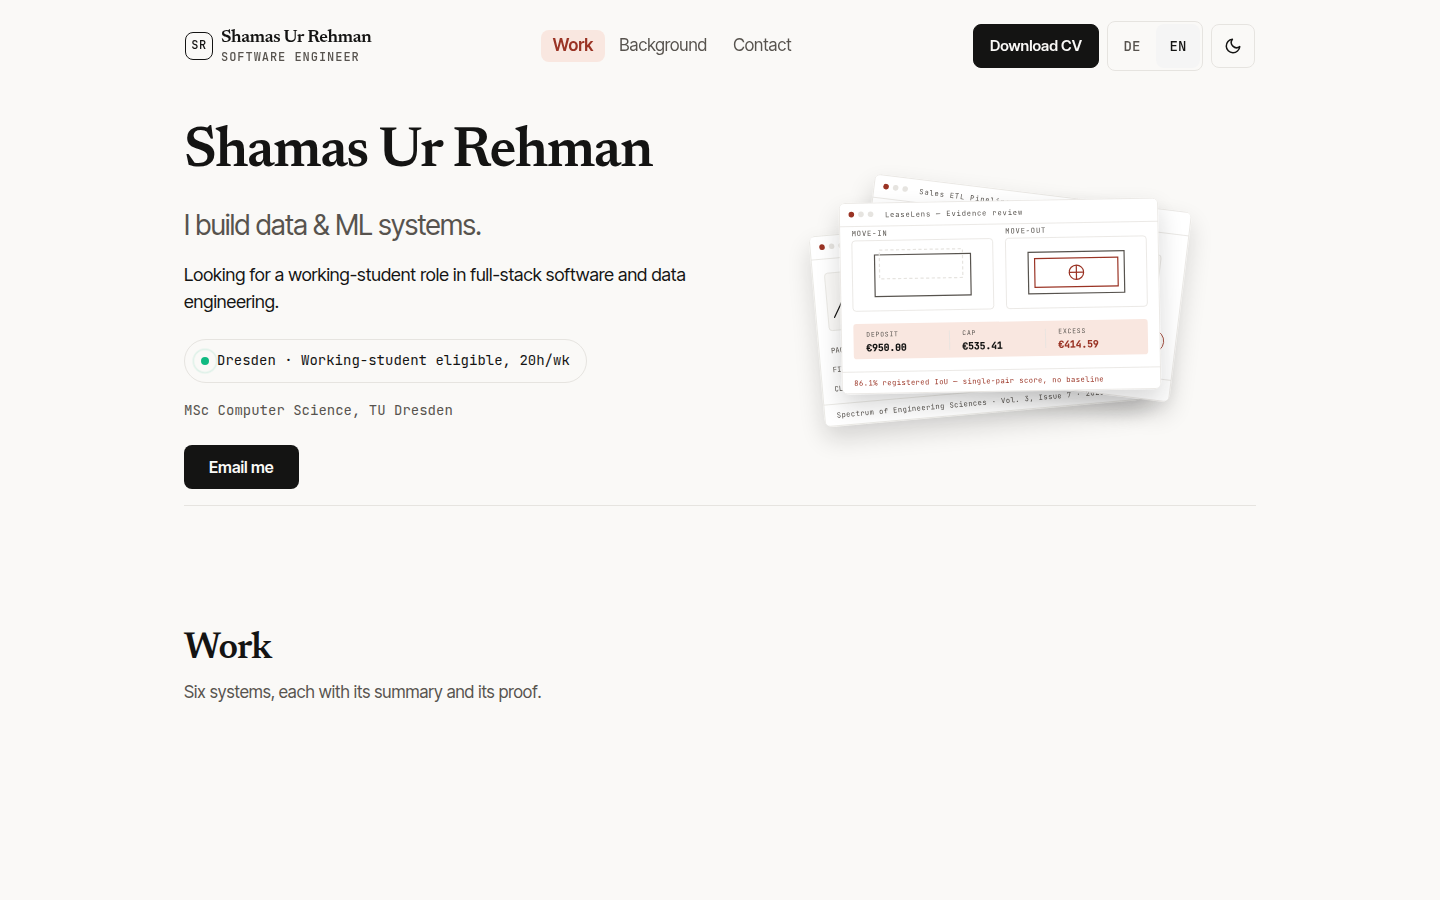 SR
Shamas Ur Rehman
SOFTWARE ENGINEER
Work
Background
Contact
Download CV
DE
EN
Shamas Ur Rehman
I build data & ML systems.
Looking for a working-student role in full-stack software and data
engineering.
Dresden · Working-student eligible, 20h/wk
MSc Computer Science, TU Dresden
Email me
Sales ETL
LeaseLens — Evidence review
MOVE-IN
MOVE-OUT
DEPOSIT
€950.00
CAP
€535.41
EXCESS
€414.59
86.1% registered IoU — single-pair score, no baseline
Spectrum of Engineering Sciences · Vol. 3, Issue 7 ·
Work
Six systems, each with its summary and its proof.